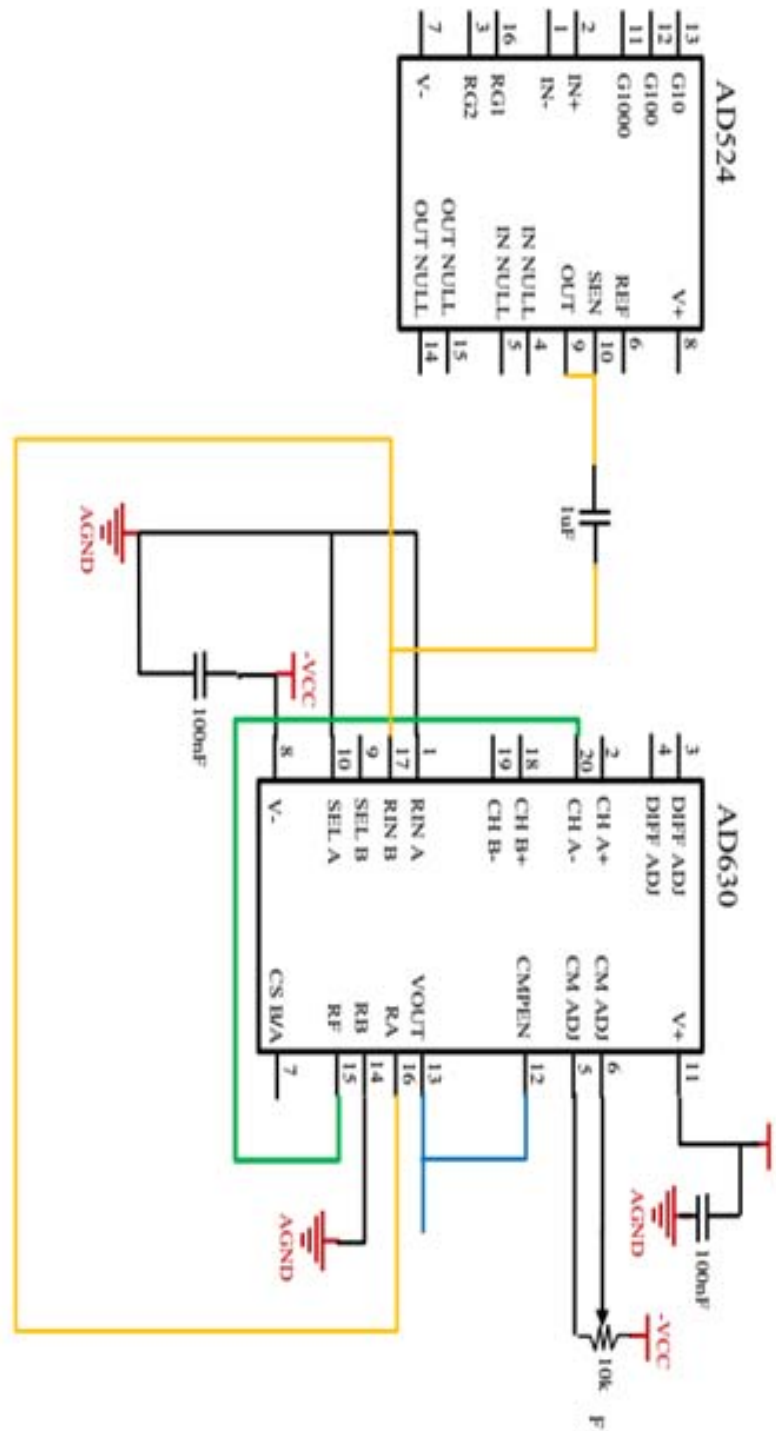 AD524
13 G10
12 G100
11 G1000
2 IN+
1 IN-
16 RG1
3 RG2
7 V-
V+ 8
REF 6
SEN 10
OUT 9
IN NULL 4
IN NULL 5
OUT NULL 15
OUT NULL 14
1uF
AGND
-VCC
100nF
AD630
3 DIFF ADJ
4 DIFF ADJ
2 CH A+
20 CH A-
18 CH B+
19 CH B-
1 RIN A
17 RIN B
9 SEL B
10 SEL A
8 V-
V+ 11
CM ADJ 6
CM ADJ 5
CMPEN 12
VOUT 13
RA 16
RB 14
RF 15
CS B/A 7
100nF
AGND
-VCC
10k
F
AGND